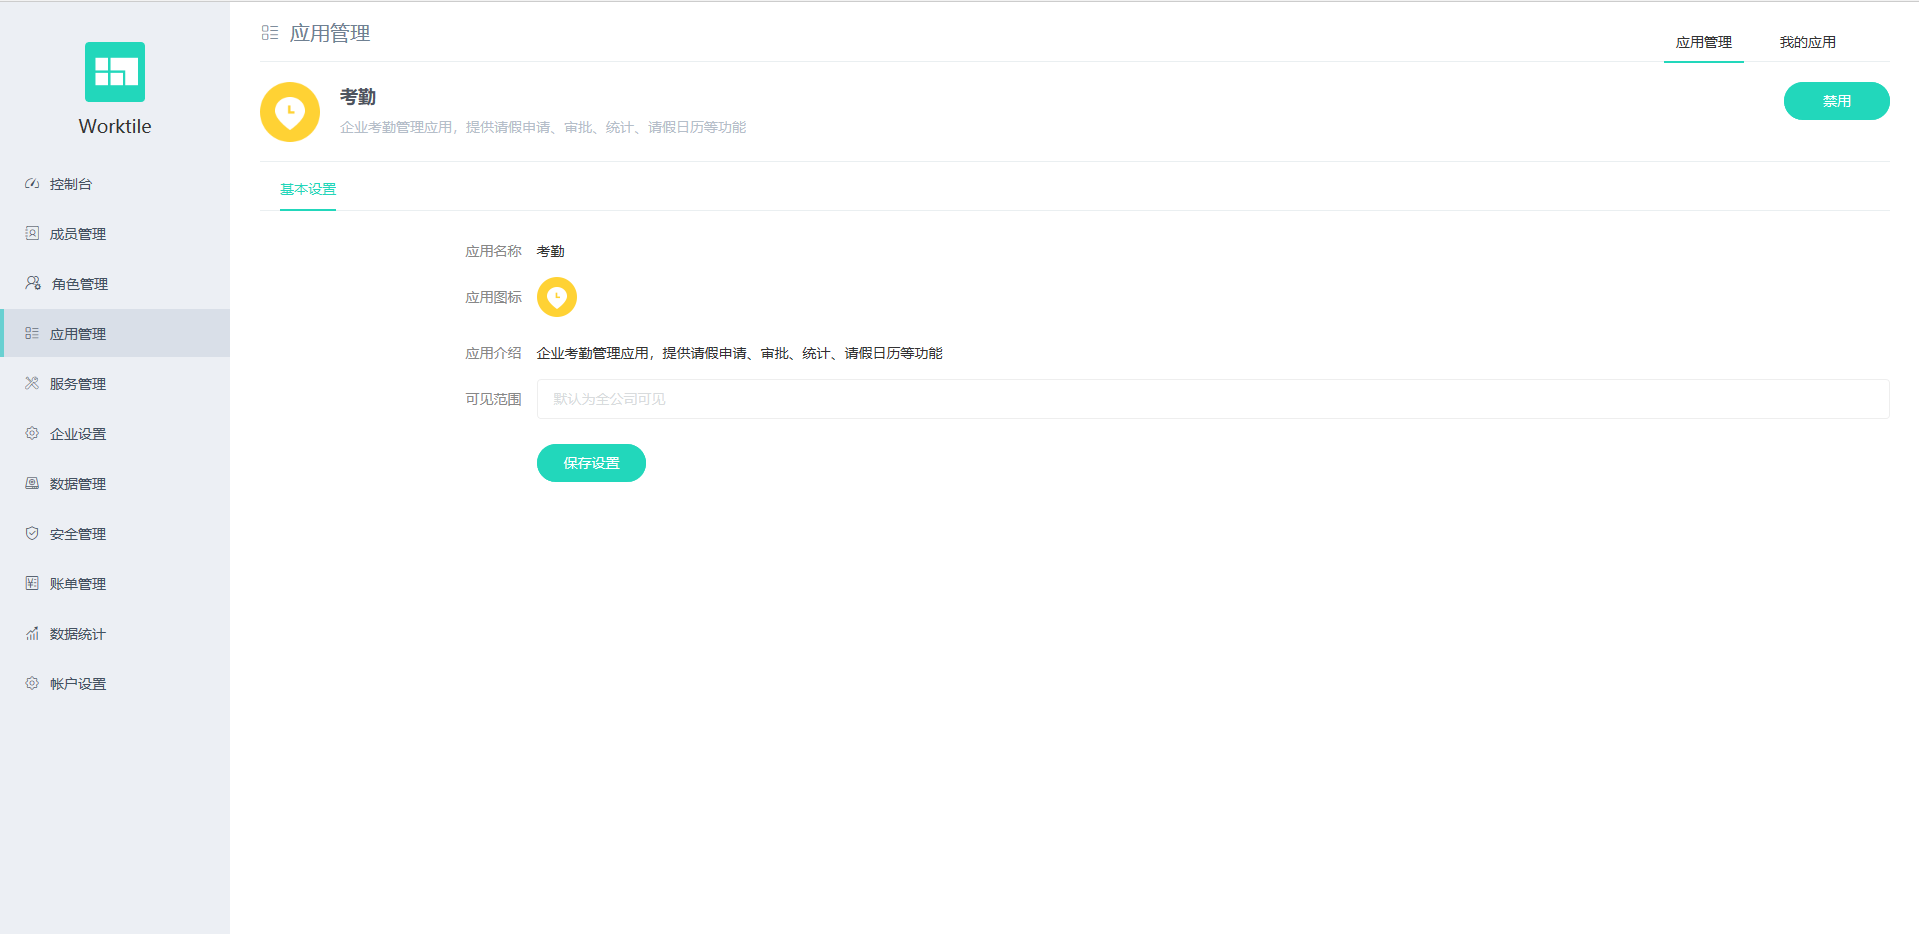 Worktile
控制台
成员管理
角色管理
应用管理
服务管理
企业设置
数据管理
安全管理
账单管理
数据统计
帐户设置
应用管理
应用管理
我的应用
考勤
企业考勤管理应用，提供请假申请、审批、统计、请假日历等功能
禁用
基本设置
应用名称 考勤
应用图标
应用介绍 企业考勤管理应用，提供请假申请、审批、统计、请假日历等功能
可见范围 默认为全公司可见
保存设置